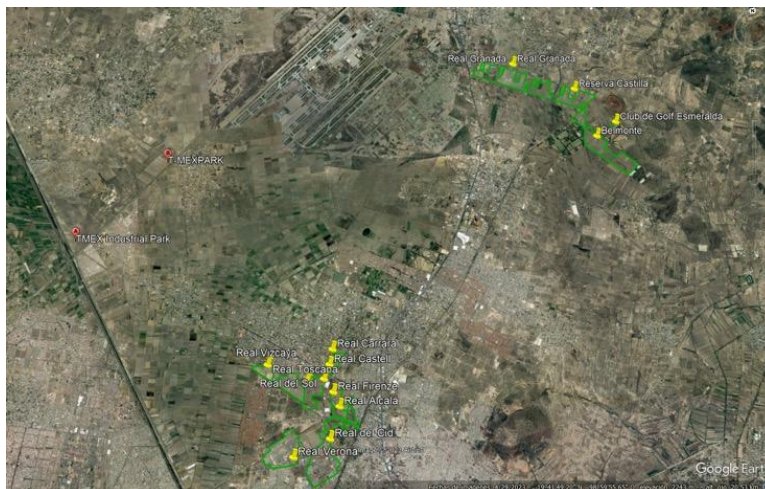 N
Real Granada
Real Granada
Reserva Castilla
Club de Golf Esmeralda
Belmonte
T-MEXPARK
TMEX Industrial Park
Real Carrara
Real Vizcaya
Real Castell
Real Toscana
Real del Sol
Real Firenze
Real Alcala
Real del Cid
Real Verona
Google Eart